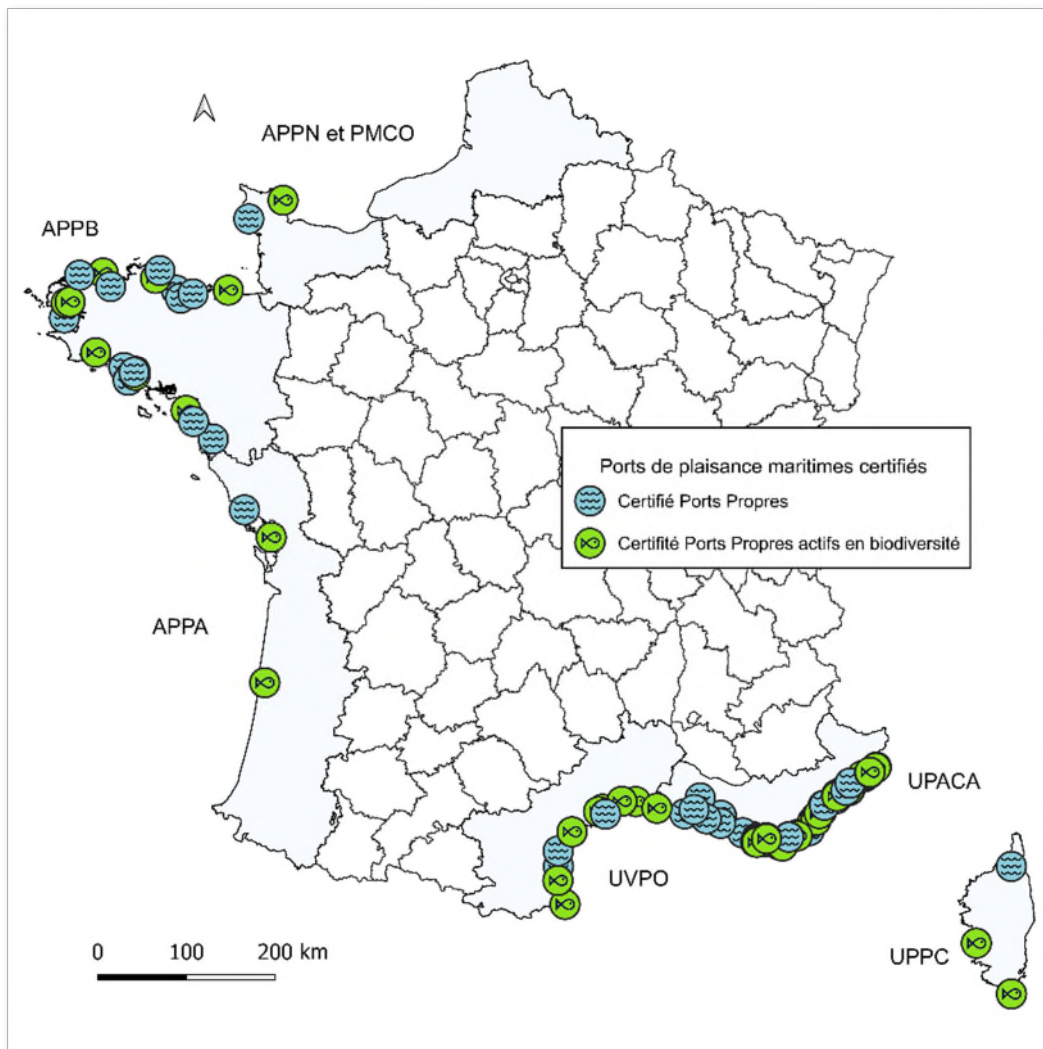 APPN et PMCO
APPB
Ports de plaisance maritimes certifiés
Certifié Ports Propres
Certifité Ports Propres actifs en biodiversité
APPA
UPACA
UVPO
UPPC
0 100 200 km